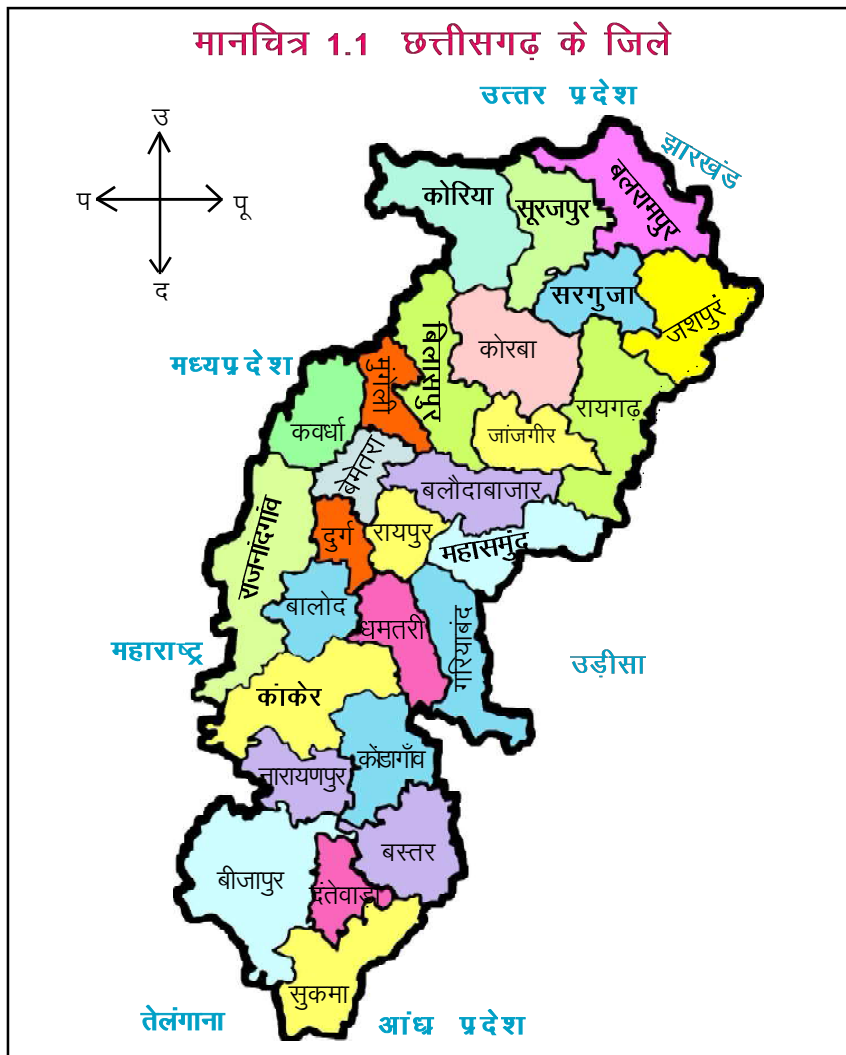 मानचित्र 1.1 छत्तीसगढ़ के जिले
उत्तर प्रदेश
झारखंड
उ
प
पू
द
कोरिया
सूरजपुर
बलरामपुर
सरगुजा
जशपुरं
मध्यप्रदेश
मुंगेली
बिलासपुर
कोरबा
रायगढ़
कवर्धा
जांजगीर
बेमेतरा
बलौदाबाजार
राजनांदगांव
दुर्ग
रायपुर
महासमुंद
बालोद
धमतरी
गरियाबंद
महाराष्ट्र
उड़ीसा
कांकेर
नारायणपुर
कोंडागाँव
बीजापुर
दंतेवाड़ा
बस्तर
सुकमा
तेलंगाना
आंध्र प्रदेश